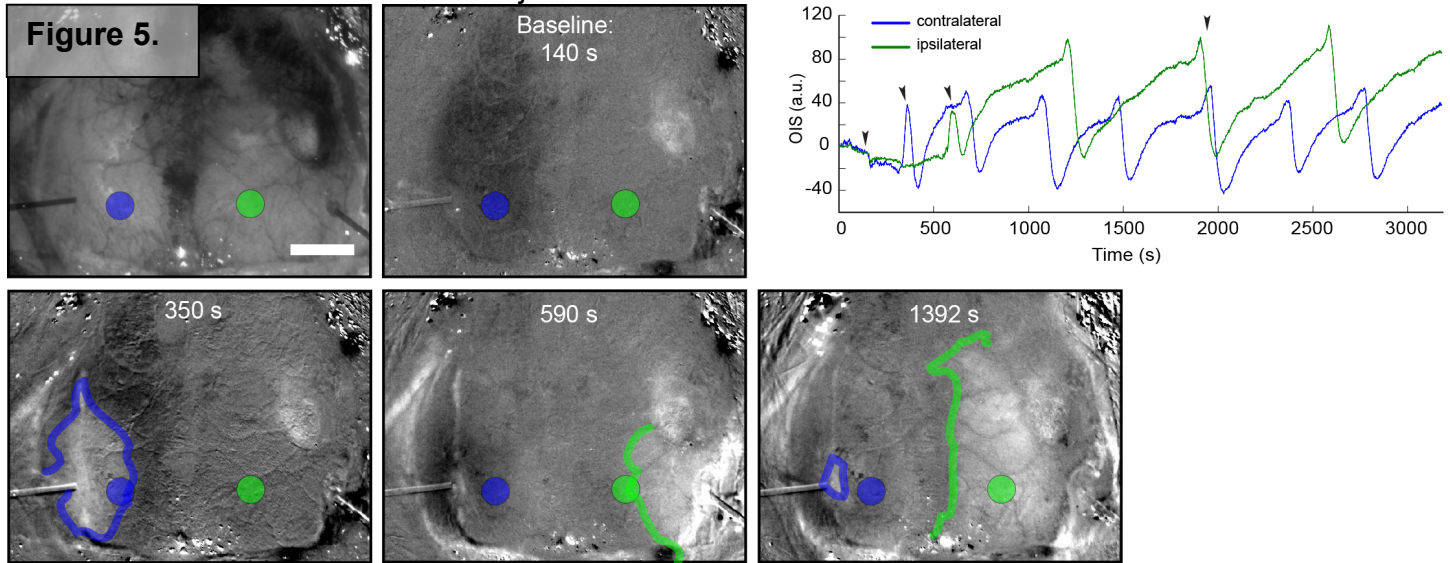 Figure 5.
Baseline:
140 s
120
80
40
0
-40
OIS (a.u.)
contralateral
ipsilateral
0 500 1000 1500 2000 2500 3000
Time (s)
350 s
590 s
1392 s